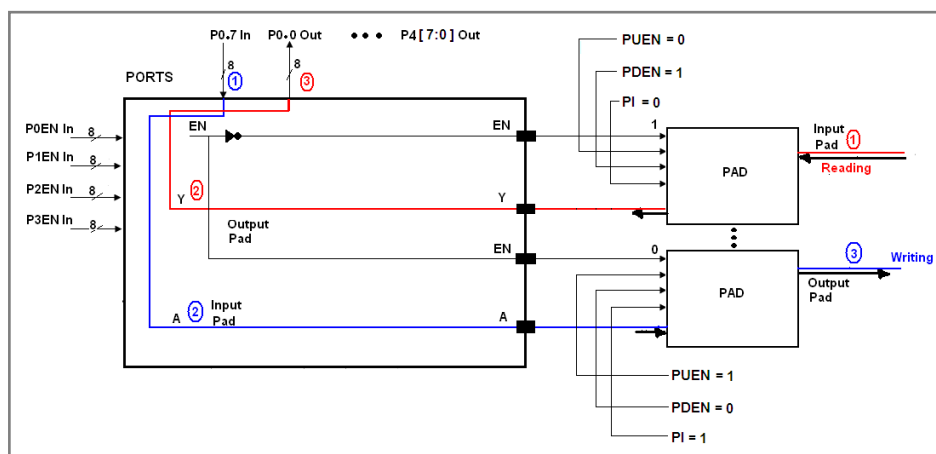 P0.7 In P0.0 Out ••• P4 [ 7:0 ] Out
8 8
1 3
PORTS
PUEN = 0
PDEN = 1
PI = 0
P0EN In 8
P1EN In 8
P2EN In 8
P3EN In 8
EN
EN
1
PAD
Input
Pad
1
Reading
Y
2
Y
Output
Pad
EN
0
PAD
3
Writing
Output
Pad
A
2
Input
Pad
A
PUEN = 1
PDEN = 0
PI = 1